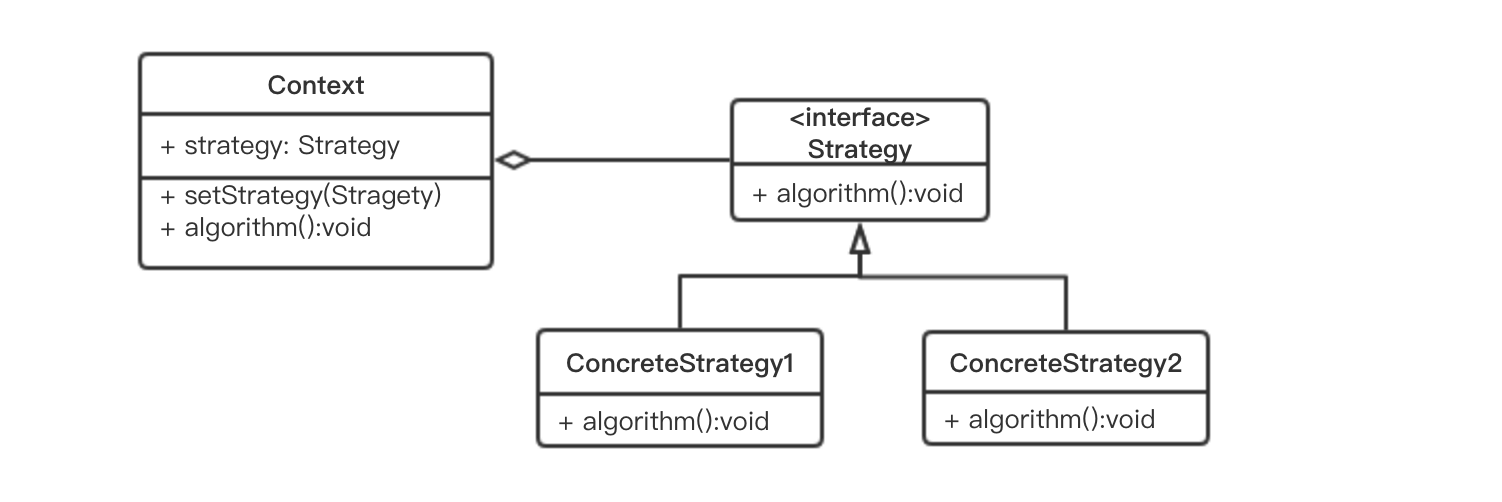 Context
+ strategy: Strategy
+ setStrategy(Stragety)
+ algorithm():void
<interface>
Strategy
+ algorithm():void
ConcreteStrategy1
+ algorithm():void
ConcreteStrategy2
+ algorithm():void